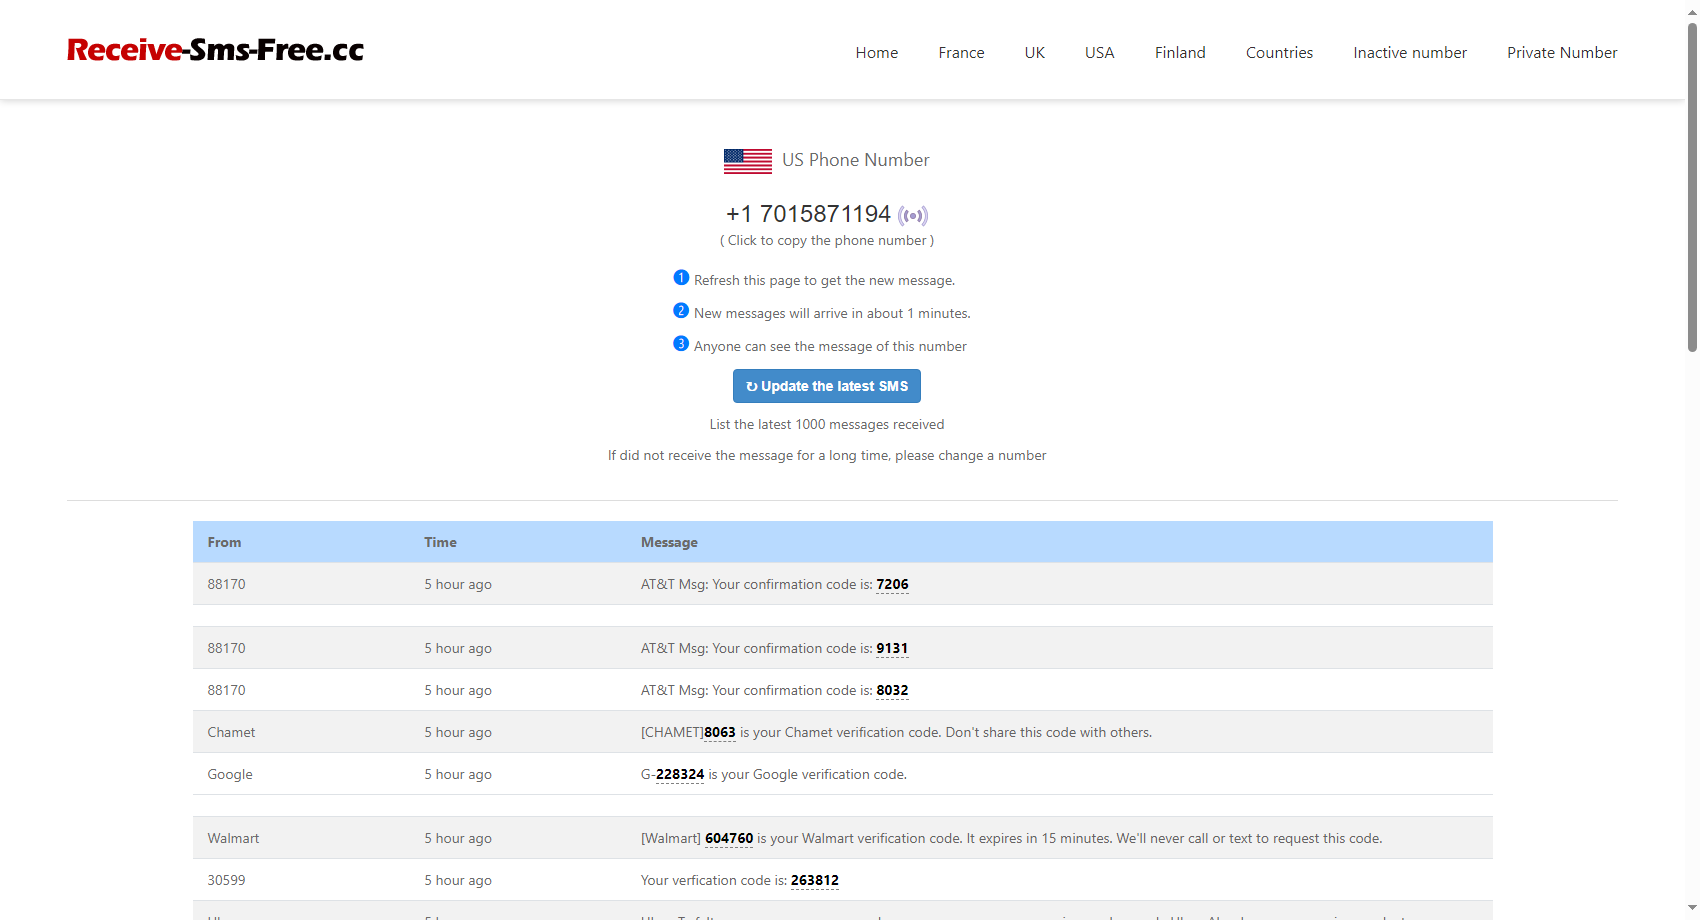 Receive-Sms-Free.cc
Home France UK USA Finland Countries Inactive number Private Number
US Phone Number
+1 7015871194
( Click to copy the phone number )
1 Refresh this page to get the new message.
2 New messages will arrive in about 1 minutes.
3 Anyone can see the message of this number
↻ Update the latest SMS
List the latest 1000 messages received
If did not receive the message for a long time, please change a number
From Time Message
88170 5 hour ago AT&T Msg: Your confirmation code is: 7206
88170 5 hour ago AT&T Msg: Your confirmation code is: 9131
88170 5 hour ago AT&T Msg: Your confirmation code is: 8032
Chamet 5 hour ago [CHAMET]8063 is your Chamet verification code. Don't share this code with others.
Google 5 hour ago G-228324 is your Google verification code.
Walmart 5 hour ago [Walmart] 604760 is your Walmart verification code. It expires in 15 minutes. We'll never call or text to request this code.
30599 5 hour ago Your verfication code is: 263812